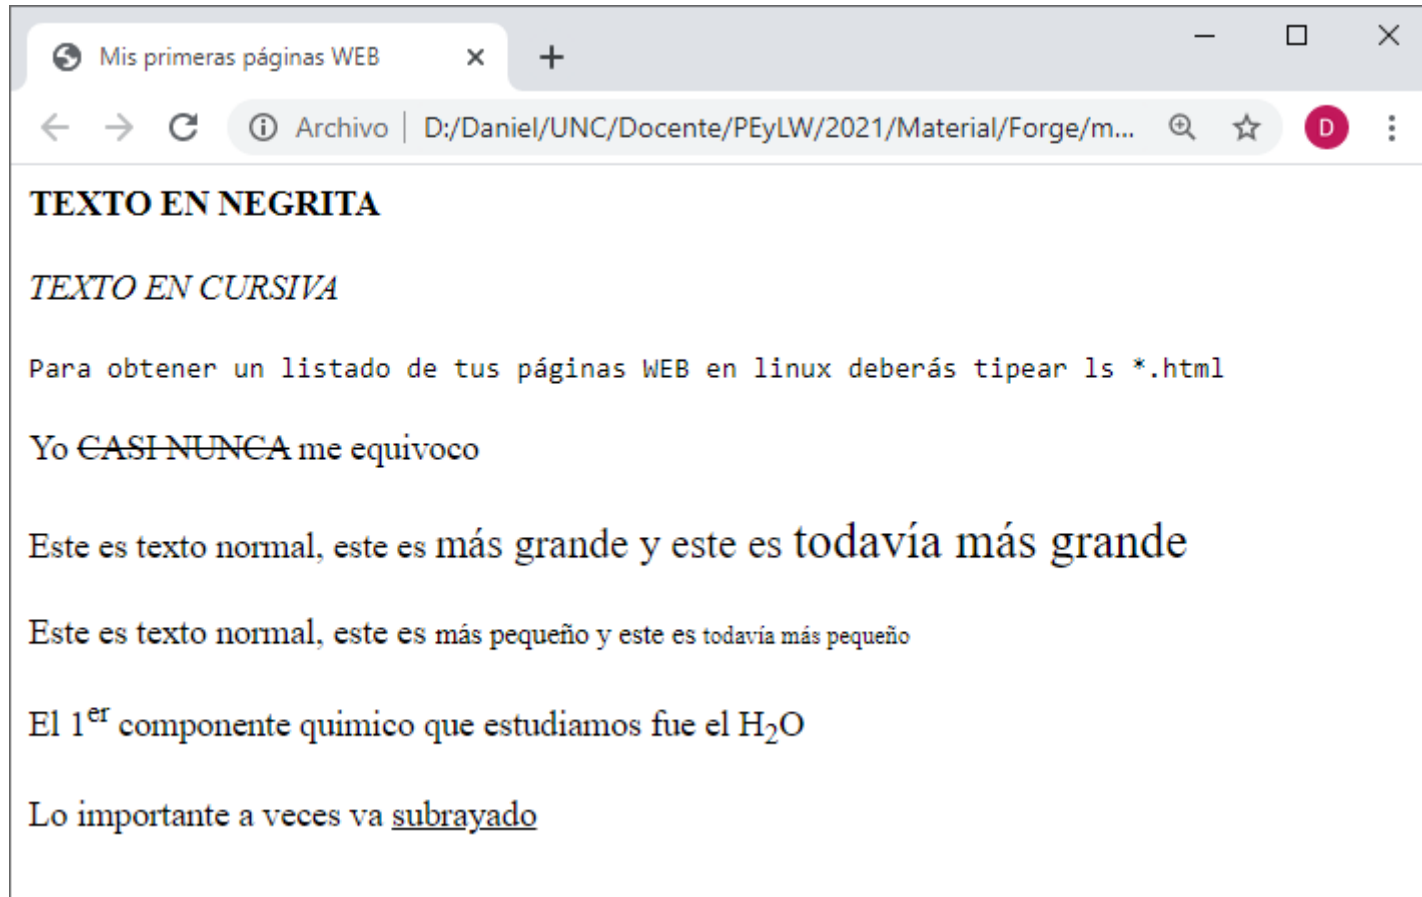 Mis primeras páginas WEB
Archivo | D:/Daniel/UNC/Docente/PEyLW/2021/Material/Forge/m...
D
TEXTO EN NEGRITA
TEXTO EN CURSIVA
Para obtener un listado de tus páginas WEB en linux deberás tipear ls *.html
Yo CASI NUNCA me equivoco
Este es texto normal, este es más grande y este es todavía más grande
Este es texto normal, este es más pequeño y este es todavía más pequeño
El 1er componente quimico que estudiamos fue el H2O
Lo importante a veces va subrayado